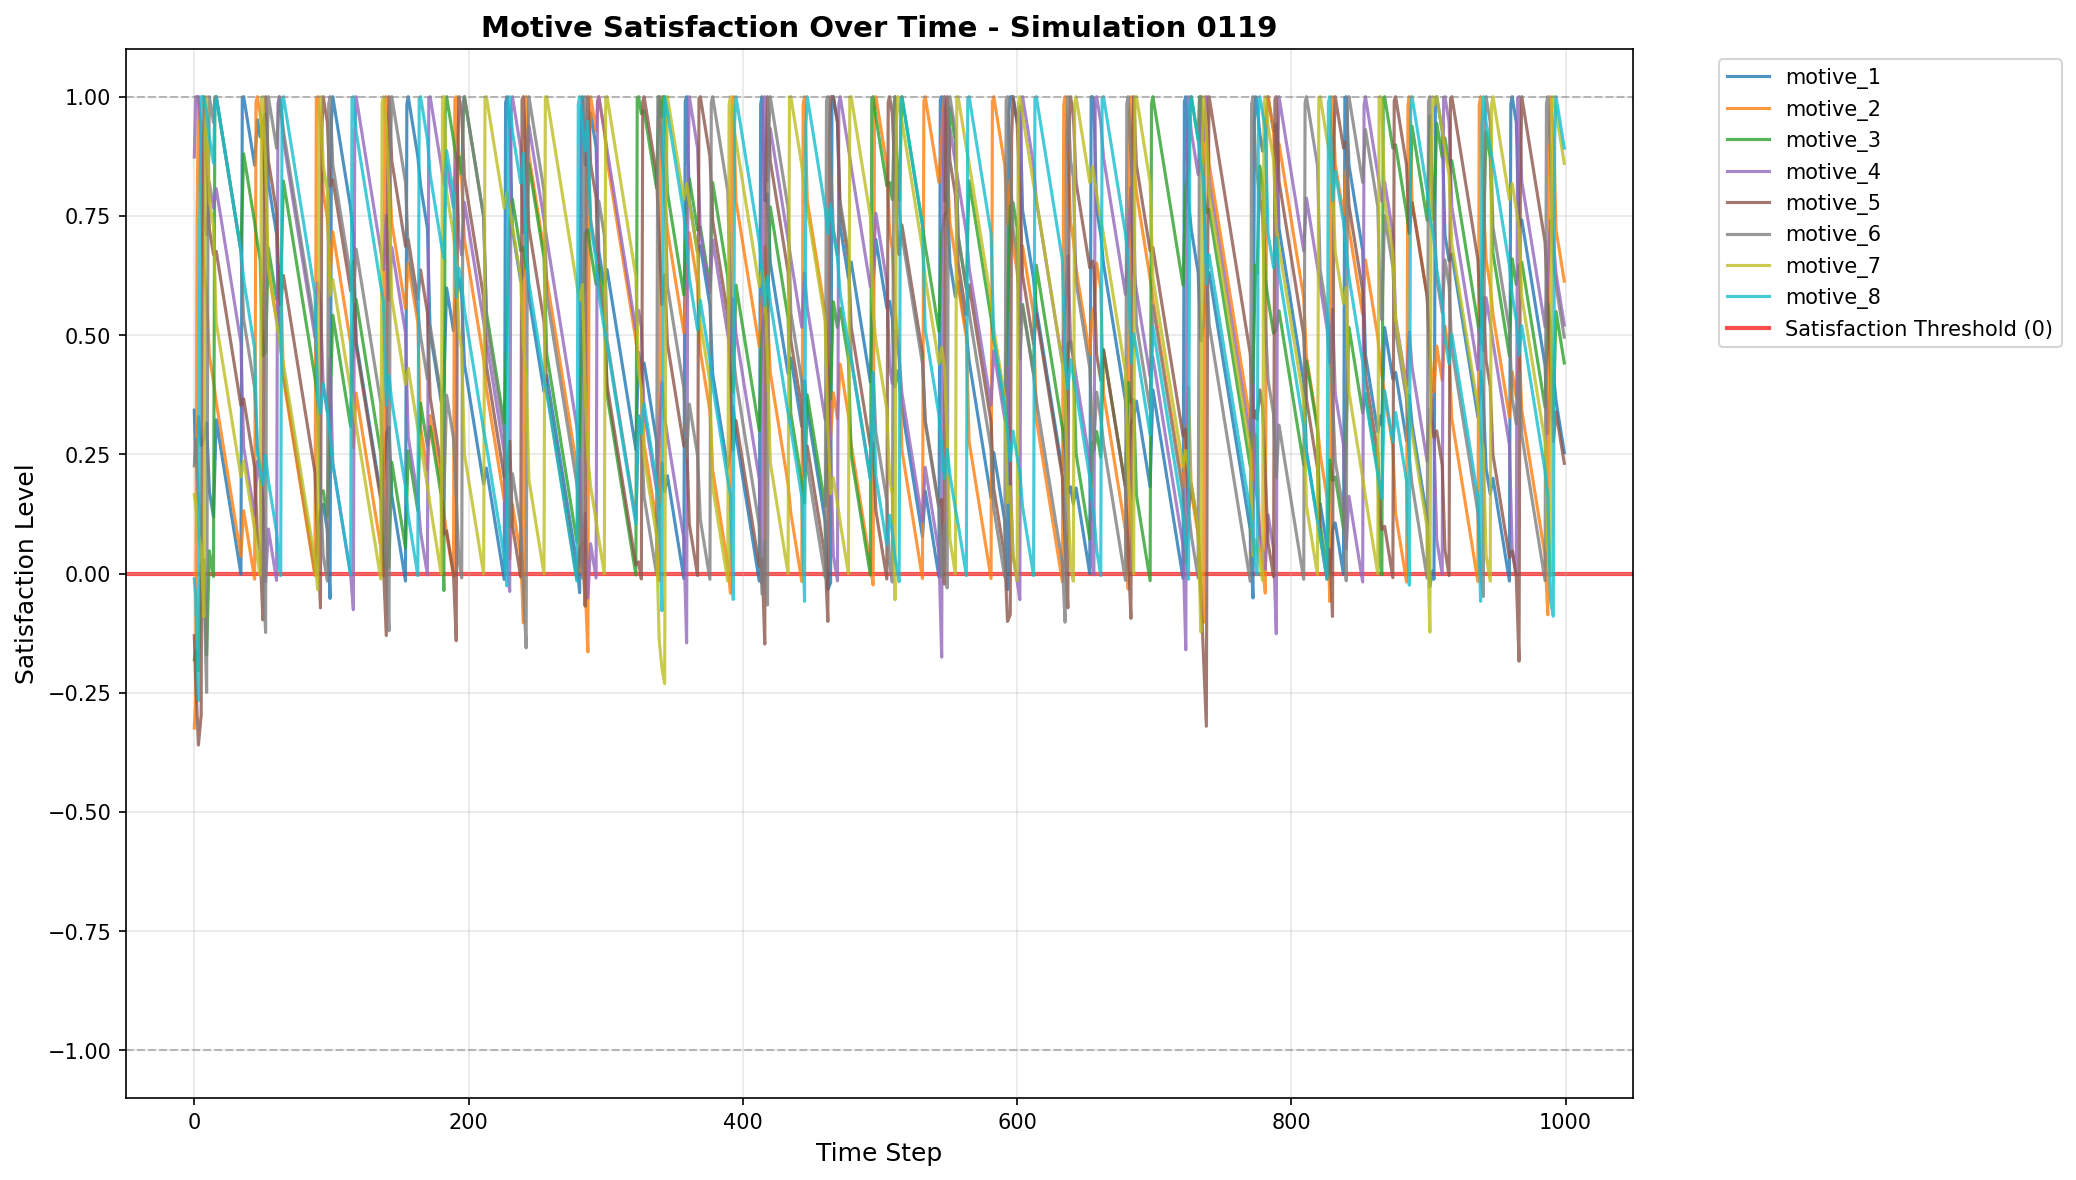 Motive Satisfaction Over Time - Simulation 0119
motive_1
motive_2
motive_3
motive_4
motive_5
motive_6
motive_7
motive_8
Satisfaction Threshold (0)
Satisfaction Level
1.00
0.75
0.50
0.25
0.00
−0.25
−0.50
−0.75
−1.00
0
200
400
600
800
1000
Time Step